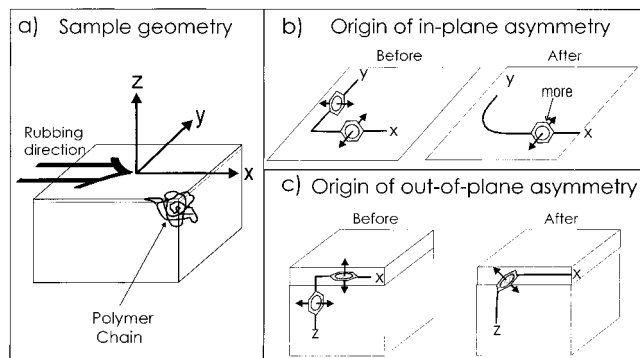 a) Sample geometry
z
y
x
Rubbing
direction
Polymer
Chain
b) Origin of in-plane asymmetry
Before
After
y
x
y
more
x
c) Origin of out-of-plane asymmetry
Before
After
x
z
x
z